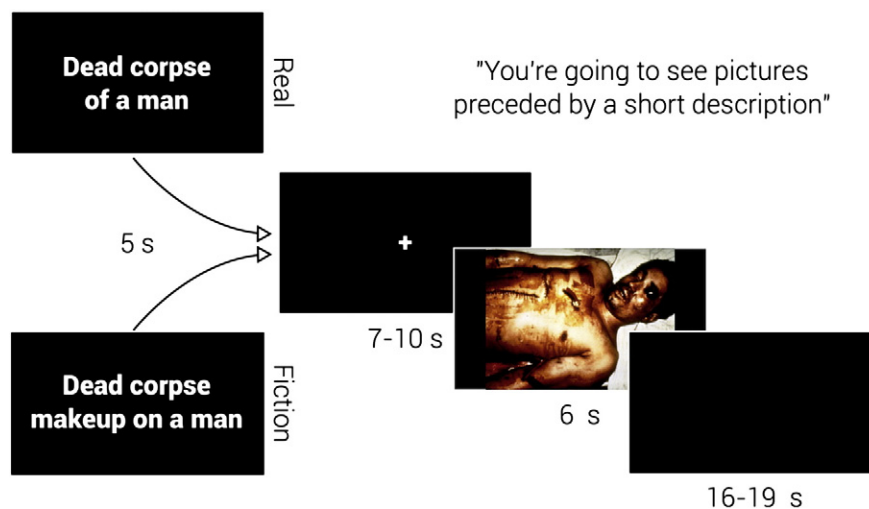 Dead corpse
of a man
Real
"You're going to see pictures
preceded by a short description"
5 s
+
7-10 s
Dead corpse
makeup on a man
Fiction
6 s
16-19 s